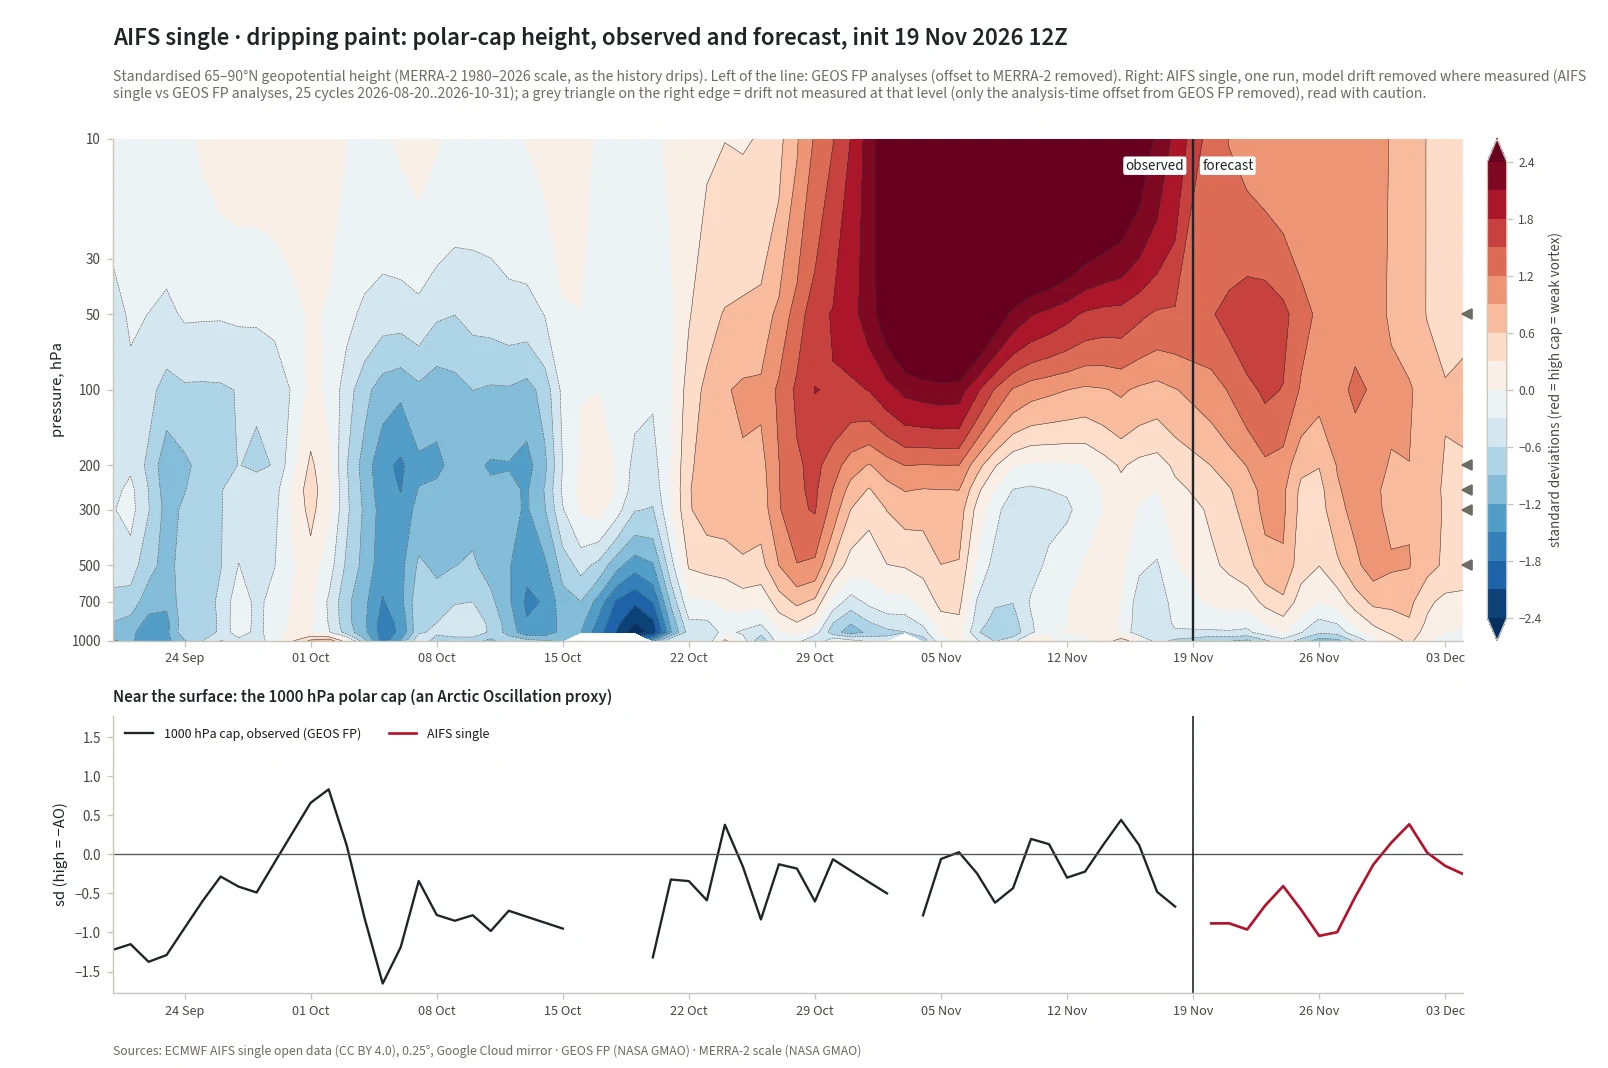 AIFS single · dripping paint: polar-cap height, observed and forecast, init 19 Nov 2026 12Z
Standardised 65–90°N geopotential height (MERRA-2 1980–2026 scale, as the history drips). Left of the line: GEOS FP analyses (offset to MERRA-2 removed). Right: AIFS single, one run, model drift removed where measured (AIFS
single vs GEOS FP analyses, 25 cycles 2026-08-20..2026-10-31); a grey triangle on the right edge = drift not measured at that level (only the analysis-time offset from GEOS FP removed), read with caution.
pressure, hPa
10
30
50
100
200
300
500
700
1000
observed
forecast
24 Sep
01 Oct
08 Oct
15 Oct
22 Oct
29 Oct
05 Nov
12 Nov
19 Nov
26 Nov
03 Dec
2.4
1.8
1.2
0.6
0.0
−0.6
−1.2
−1.8
−2.4
standard deviations (red = high cap = weak vortex)
Near the surface: the 1000 hPa polar cap (an Arctic Oscillation proxy)
1000 hPa cap, observed (GEOS FP)
AIFS single
sd (high = −AO)
1.5
1.0
0.5
0.0
−0.5
−1.0
−1.5
24 Sep
01 Oct
08 Oct
15 Oct
22 Oct
29 Oct
05 Nov
12 Nov
19 Nov
26 Nov
03 Dec
Sources: ECMWF AIFS single open data (CC BY 4.0), 0.25°, Google Cloud mirror · GEOS FP (NASA GMAO) · MERRA-2 scale (NASA GMAO)